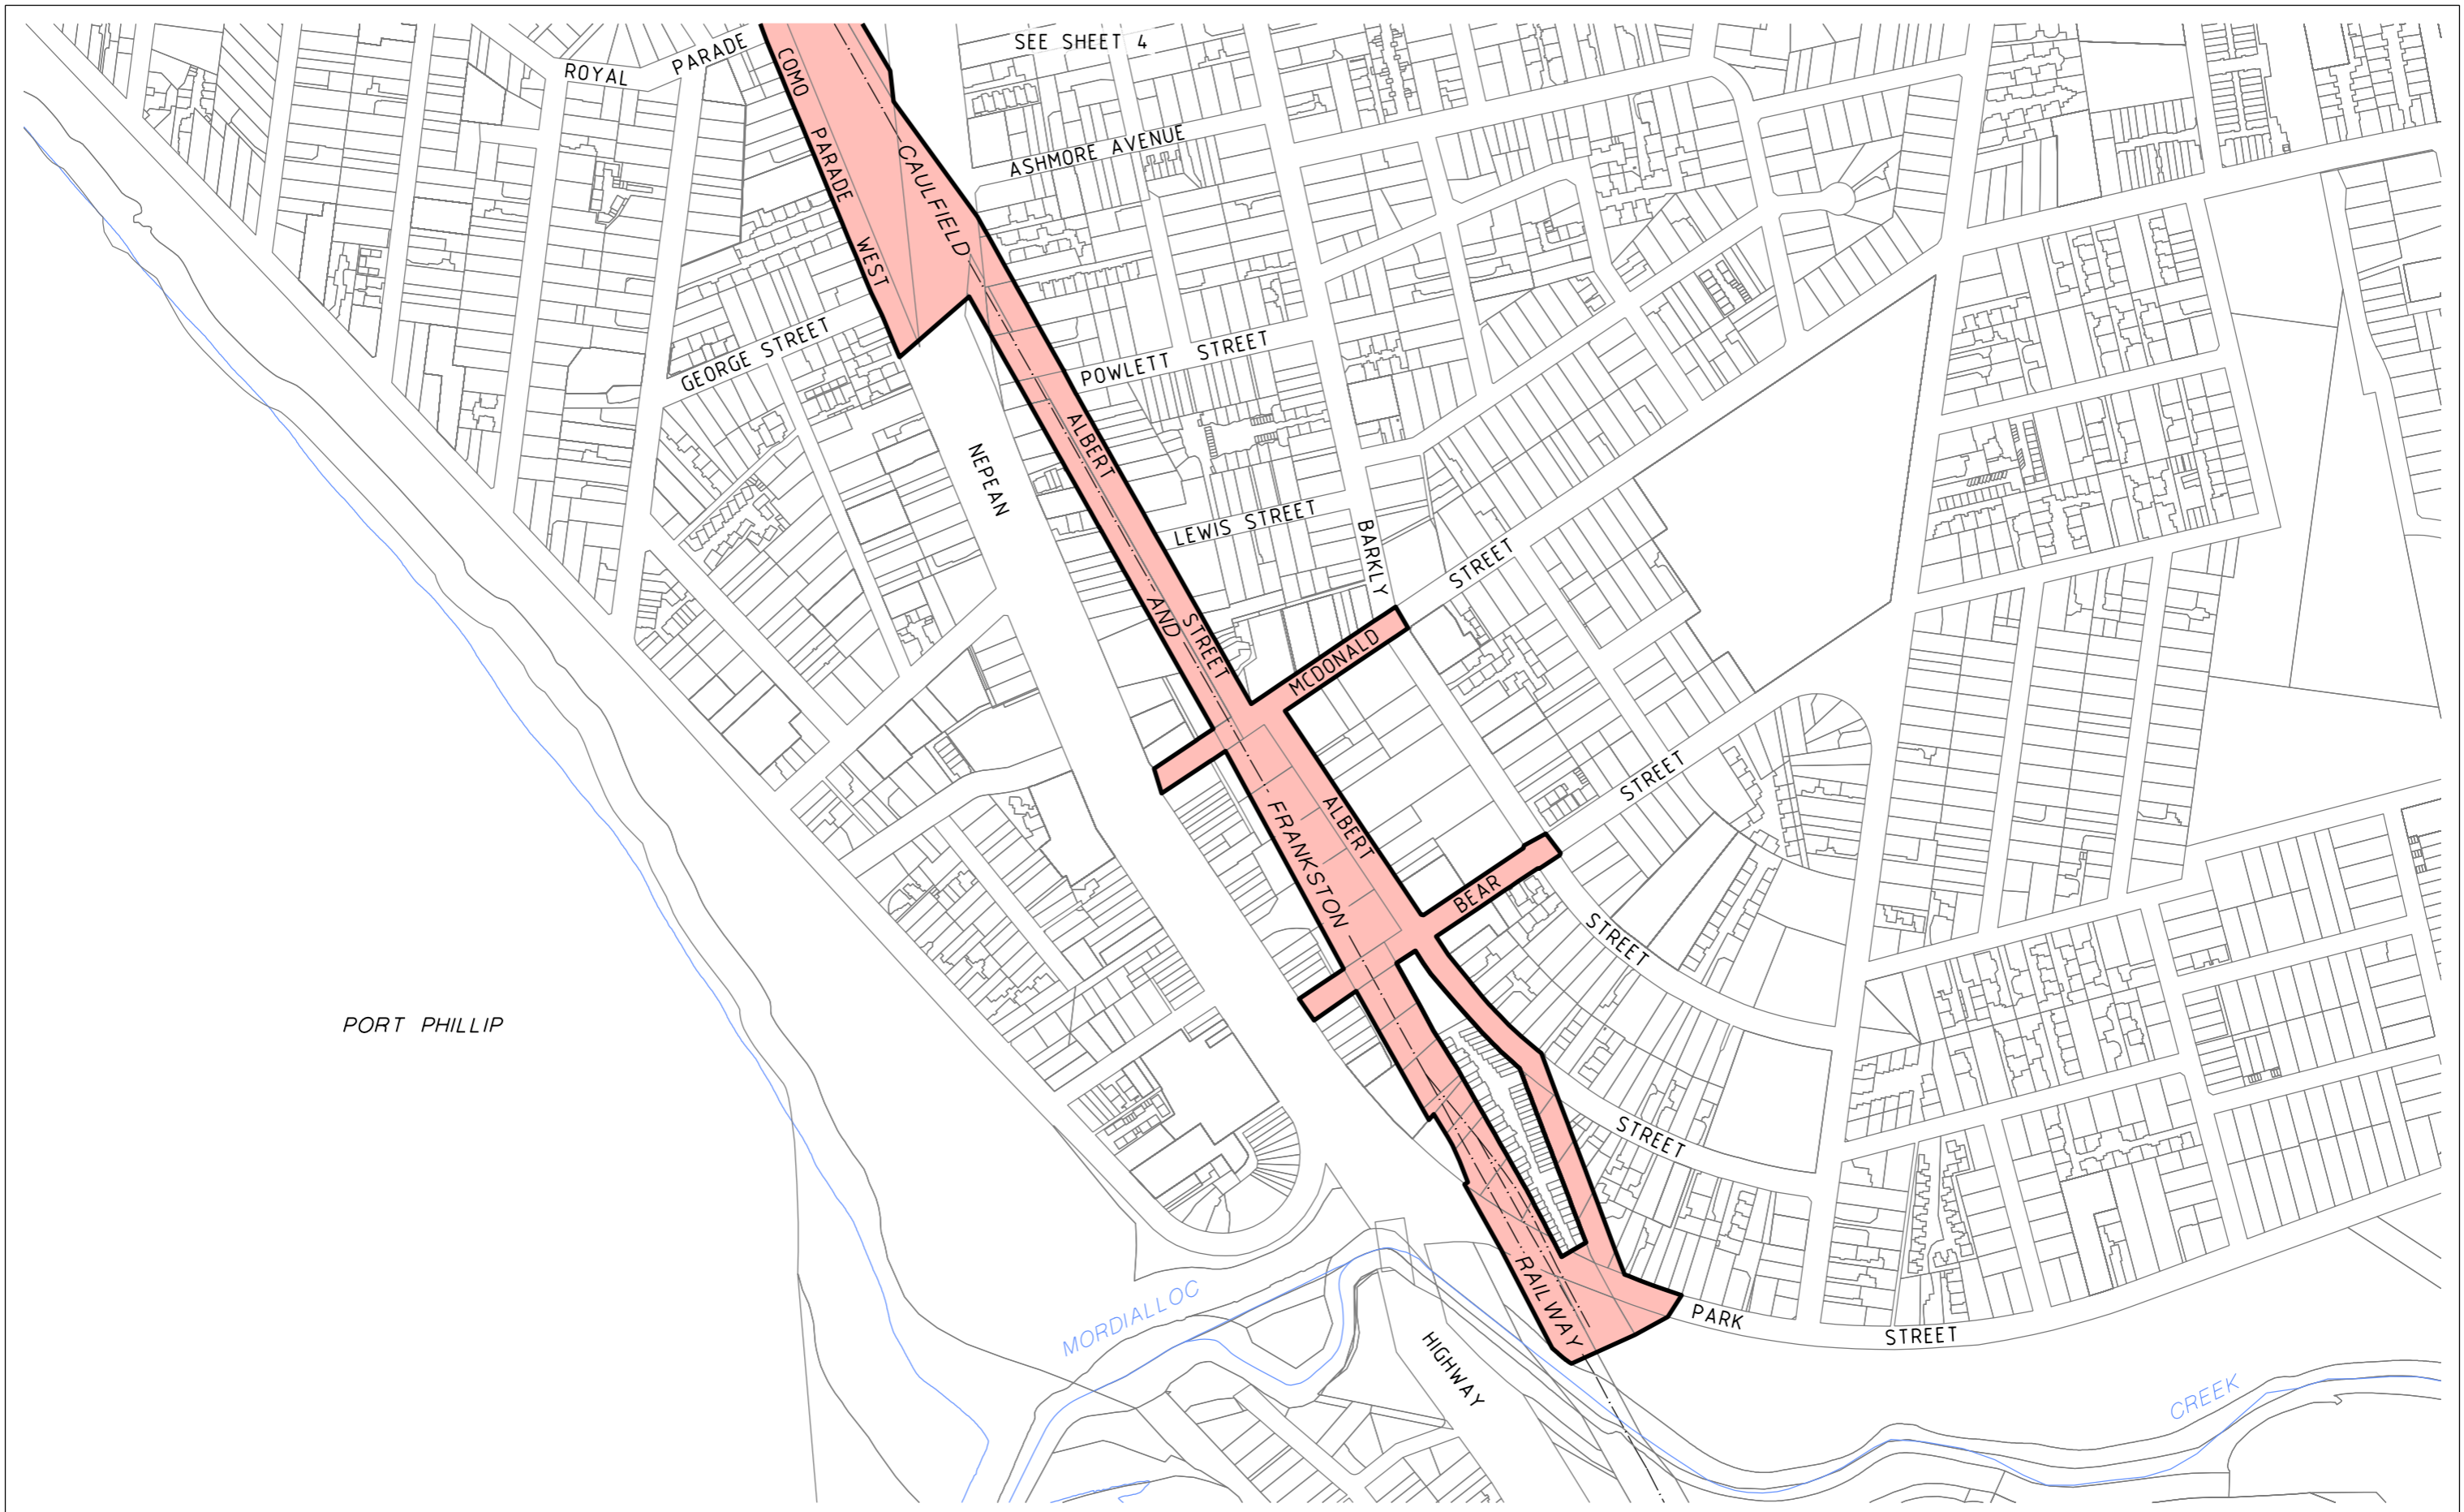 SEE SHEET 4
ROYAL PARADE
COMO PARADE WEST
CAULFIELD AND FRANKSTON RAILWAY
ASHMORE AVENUE
GEORGE STREET
POWLETT STREET
ALBERT STREET
NEPEAN HIGHWAY
LEWIS STREET
BARKLY STREET
MCDONALD STREET
ALBERT STREET
BEAR STREET
PORT PHILLIP
MORDIALLOC CREEK
PARK STREET